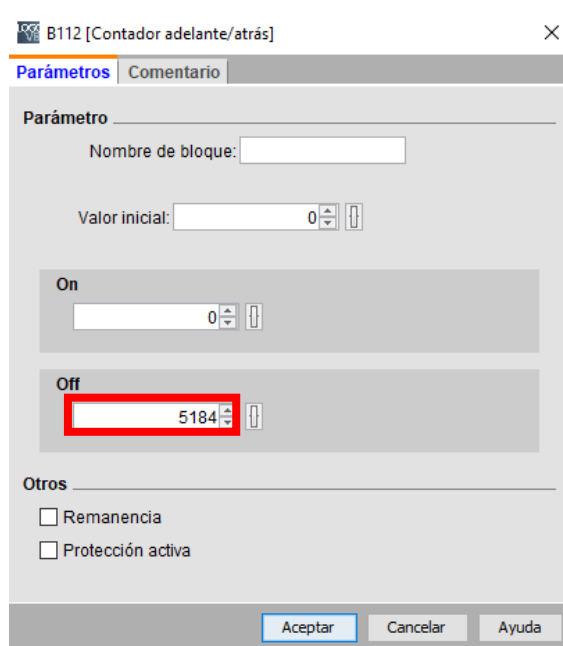 B112 [Contador adelante/atrás]
Parámetros Comentario
Parámetro
Nombre de bloque:
Valor inicial: 0
On
0
Off
5184
Otros
Remanencia
Protección activa
Aceptar Cancelar Ayuda